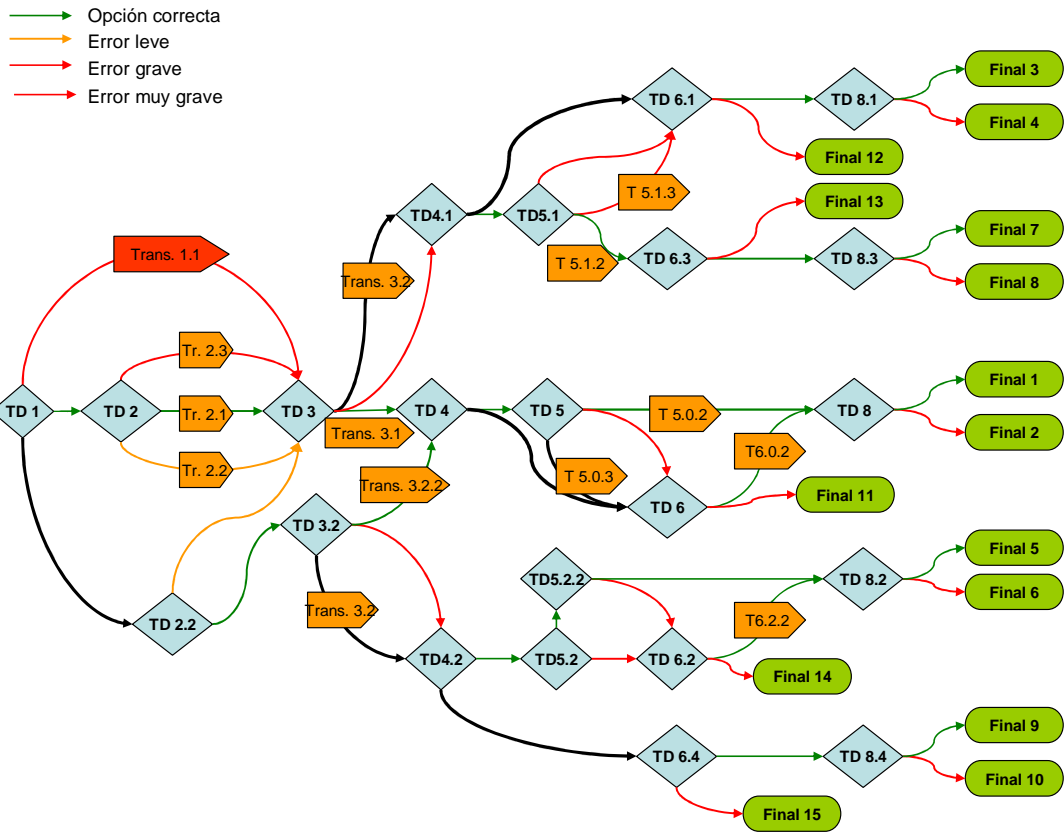 Opción correcta
Error leve
Error grave
Error muy grave
Final 3
TD 6.1
TD 8.1
Final 4
Final 12
T 5.1.3
Final 13
TD4.1
TD5.1
Final 7
Trans. 1.1
T 5.1.2
TD 6.3
TD 8.3
Trans. 3.2
Final 8
Tr. 2.3
Final 1
TD 1
TD 2
Tr. 2.1
TD 3
TD 4
TD 5
T 5.0.2
TD 8
Trans. 3.1
Final 2
Tr. 2.2
T6.0.2
T 5.0.3
Trans. 3.2.2
Final 11
TD 6
TD 3.2
Final 5
TD5.2.2
TD 8.2
Final 6
TD 2.2
Trans. 3.2
T6.2.2
TD4.2
TD5.2
TD 6.2
Final 14
Final 9
TD 6.4
TD 8.4
Final 10
Final 15